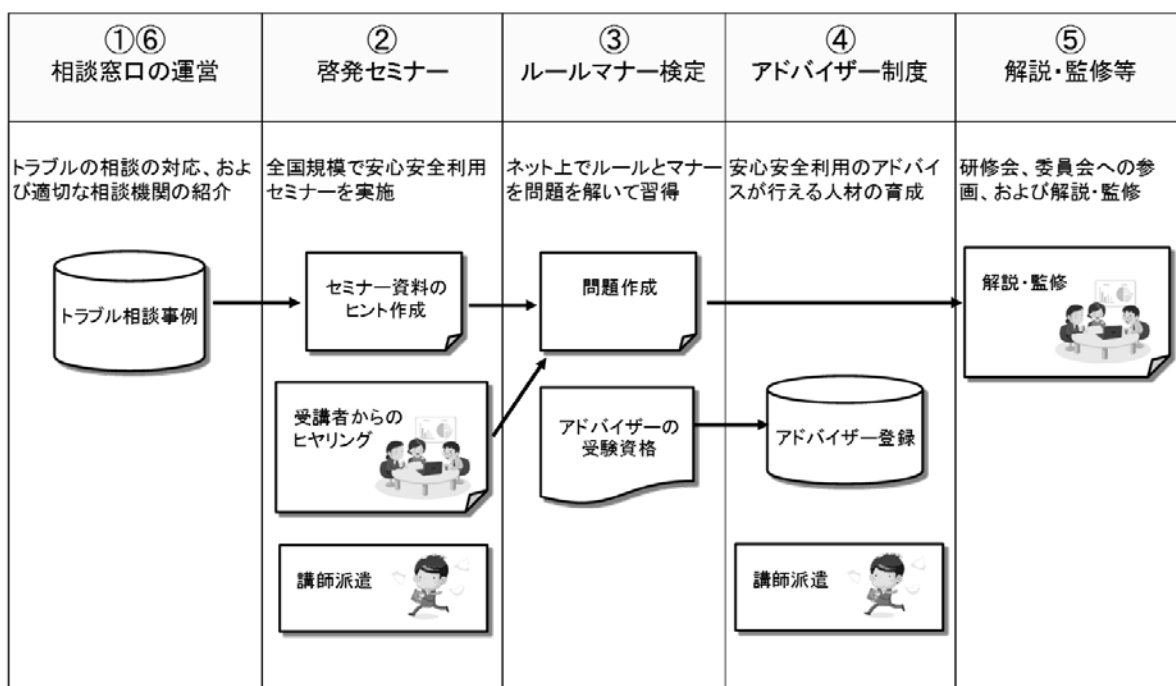 ①⑥
相談窓口の運営
②
啓発セミナー
③
ルールマナー検定
④
アドバイザー制度
⑤
解説・監修等
トラブルの相談の対応、およ
び適切な相談機関の紹介
全国規模で安心安全利用
セミナーを実施
ネット上でルールとマナー
を問題を解いて習得
安心安全利用のアドバイ
スが行える人材の育成
研修会、委員会への参
画、および解説・監修
トラブル相談事例
セミナー資料の
ヒント作成
問題作成
解説・監修
受講者からの
ヒヤリング
アドバイザーの
受験資格
アドバイザー登録
講師派遣
講師派遣